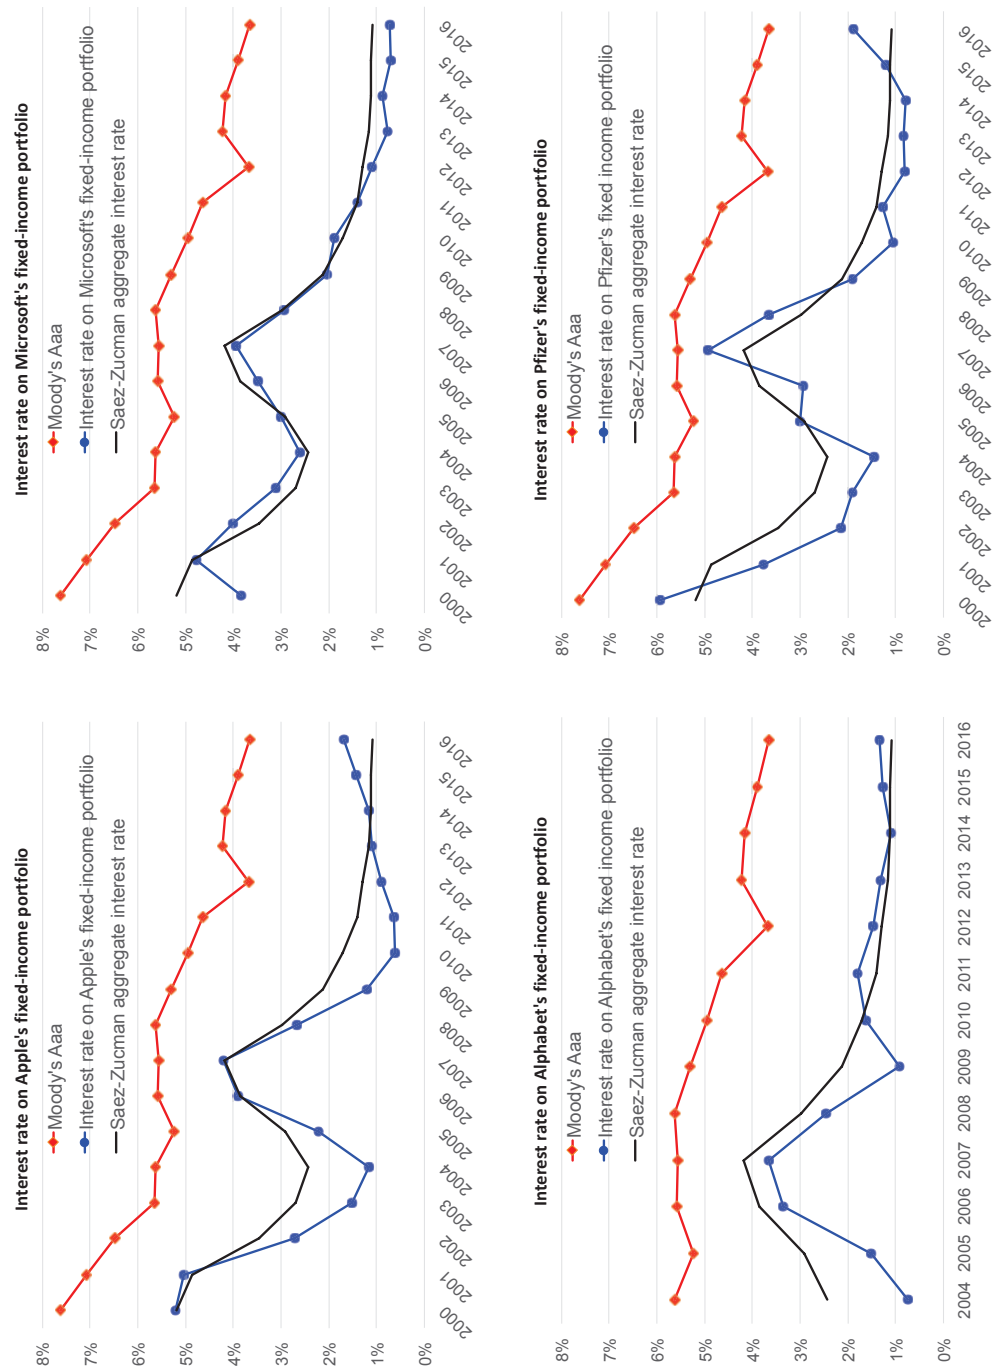 Interest rate on Apple's fixed-income portfolio
Moody's Aaa
Interest rate on Apple's fixed-income portfolio
Saez-Zucman aggregate interest rate
8%
7%
6%
5%
4%
3%
2%
1%
0%
2000 2001 2002 2003 2004 2005 2006 2007 2008 2009 2010 2011 2012 2013 2014 2015 2016
Interest rate on Microsoft's fixed-income portfolio
Moody's Aaa
Interest rate on Microsoft's fixed-income portfolio
Saez-Zucman aggregate interest rate
8%
7%
6%
5%
4%
3%
2%
1%
0%
2000 2001 2002 2003 2004 2005 2006 2007 2008 2009 2010 2011 2012 2013 2014 2015 2016
Interest rate on Alphabet's fixed-income portfolio
Moody's Aaa
Interest rate on Alphabet's fixed income portfolio
Saez-Zucman aggregate interest rate
8%
7%
6%
5%
4%
3%
2%
1%
0%
2004 2005 2006 2007 2008 2009 2010 2011 2012 2013 2014 2015 2016
Interest rate on Pfizer's fixed-income portfolio
Moody's Aaa
Interest rate on Pfizer's fixed income portfolio
Saez-Zucman aggregate interest rate
8%
7%
6%
5%
4%
3%
2%
1%
0%
2000 2001 2002 2003 2004 2005 2006 2007 2008 2009 2010 2011 2012 2013 2014 2015 2016